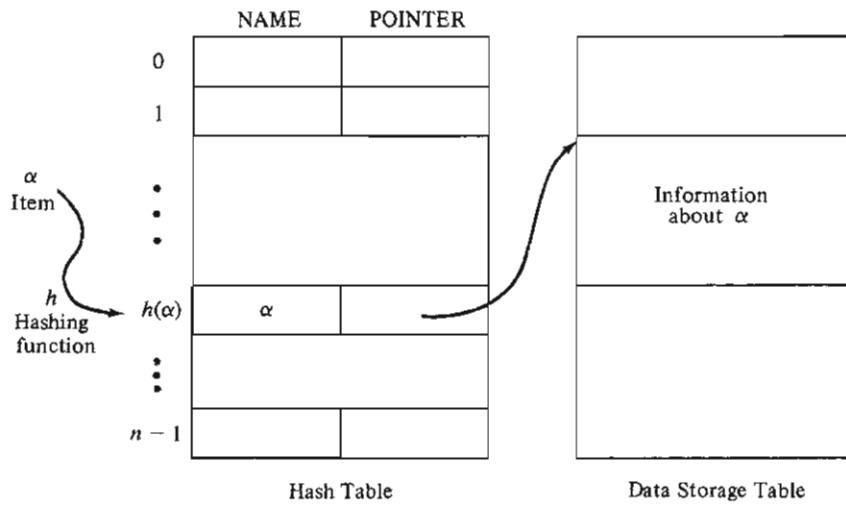 NAME POINTER
0
1
α
Item
Information
about α
h
Hashing
function
h(α)
α
n − 1
Hash Table
Data Storage Table